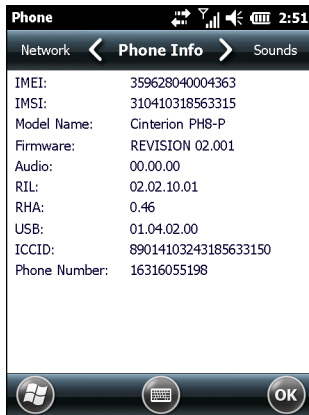 Phone 2:51
Network Phone Info Sounds
IMEI: 359628040004363
IMSI: 310410318563315
Model Name: Cinterion PH8-P
Firmware: REVISION 02.001
Audio: 00.00.00
RIL: 02.02.10.01
RHA: 0.46
USB: 01.04.02.00
ICCID: 89014103243185633150
Phone Number: 16316055198
OK